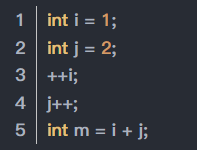 1 int i = 1;
2 int j = 2;
3 ++i;
4 j++;
5 int m = i + j;